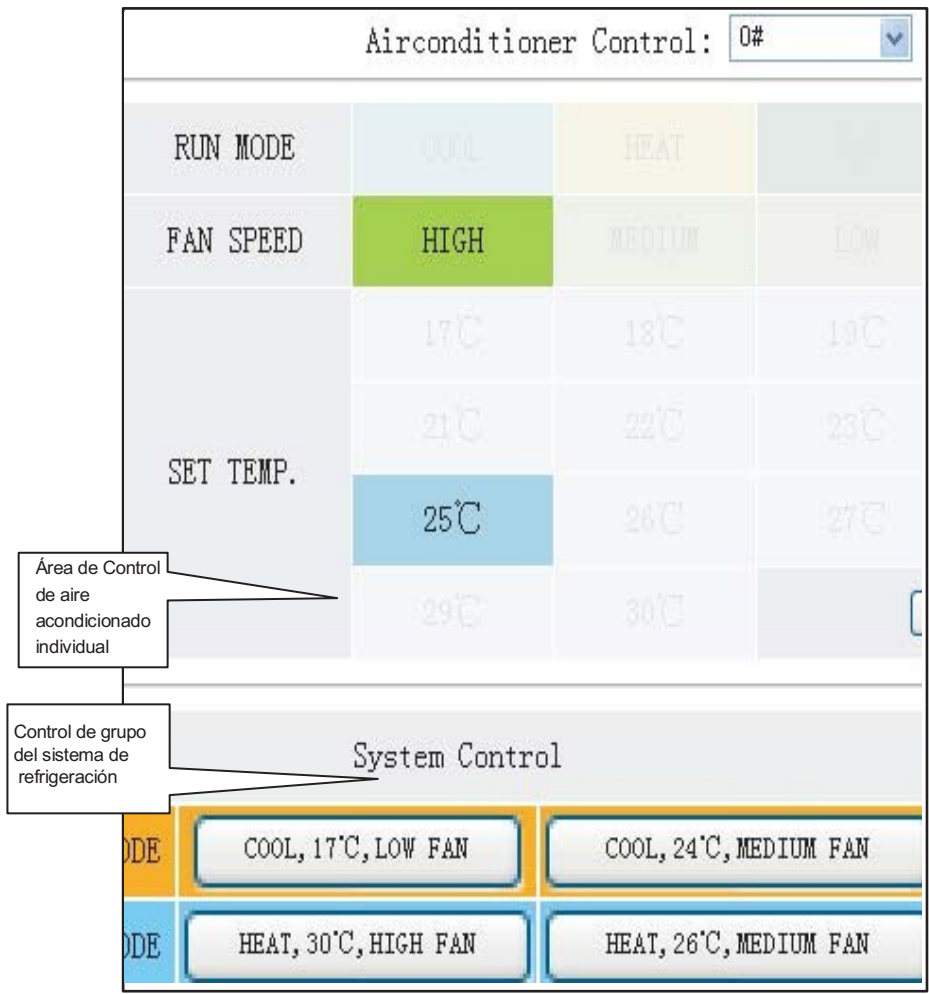 Airconditioner Control: 0#
RUN MODE COOL HEAT
FAN SPEED HIGH MEDIUM LOW
17℃ 18℃ 19℃
21℃ 22℃ 23℃
SET TEMP.
25℃ 26℃ 27℃
29℃ 30℃
Área de Control
de aire
acondicionado
individual
Control de grupo
del sistema de
refrigeración
System Control
ODE COOL,17℃,LOW FAN COOL,24℃,MEDIUM FAN
ODE HEAT,30℃,HIGH FAN HEAT,26℃,MEDIUM FAN